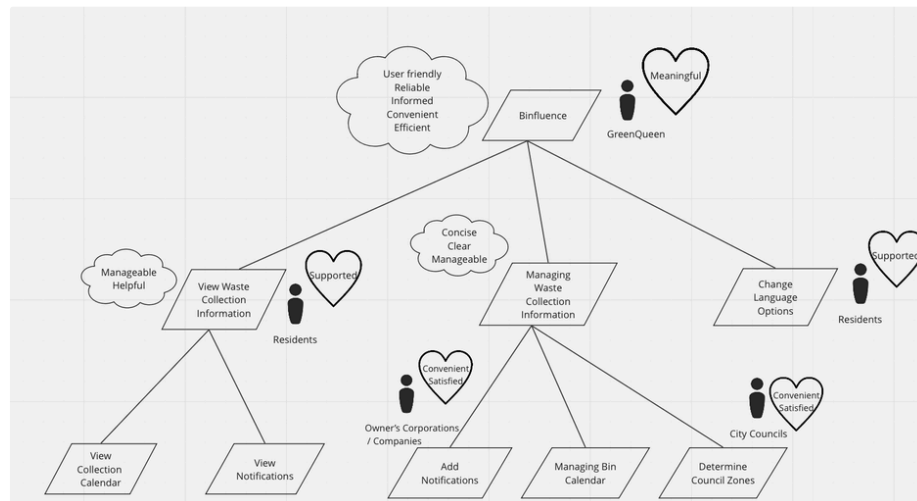 User friendly
Reliable
Informed
Convenient
Efficient
Binfluence
Meaningful
GreenQueen
Manageable
Helpful
View Waste
Collection
Information
Supported
Residents
Concise
Clear
Manageable
Managing
Waste
Collection
Information
Change
Language
Options
Supported
Residents
Convenient
Satisfied
Owner's Corporations
/ Companies
Convenient
Satisfied
City Councils
View
Collection
Calendar
View
Notifications
Add
Notifications
Managing Bin
Calendar
Determine
Council Zones